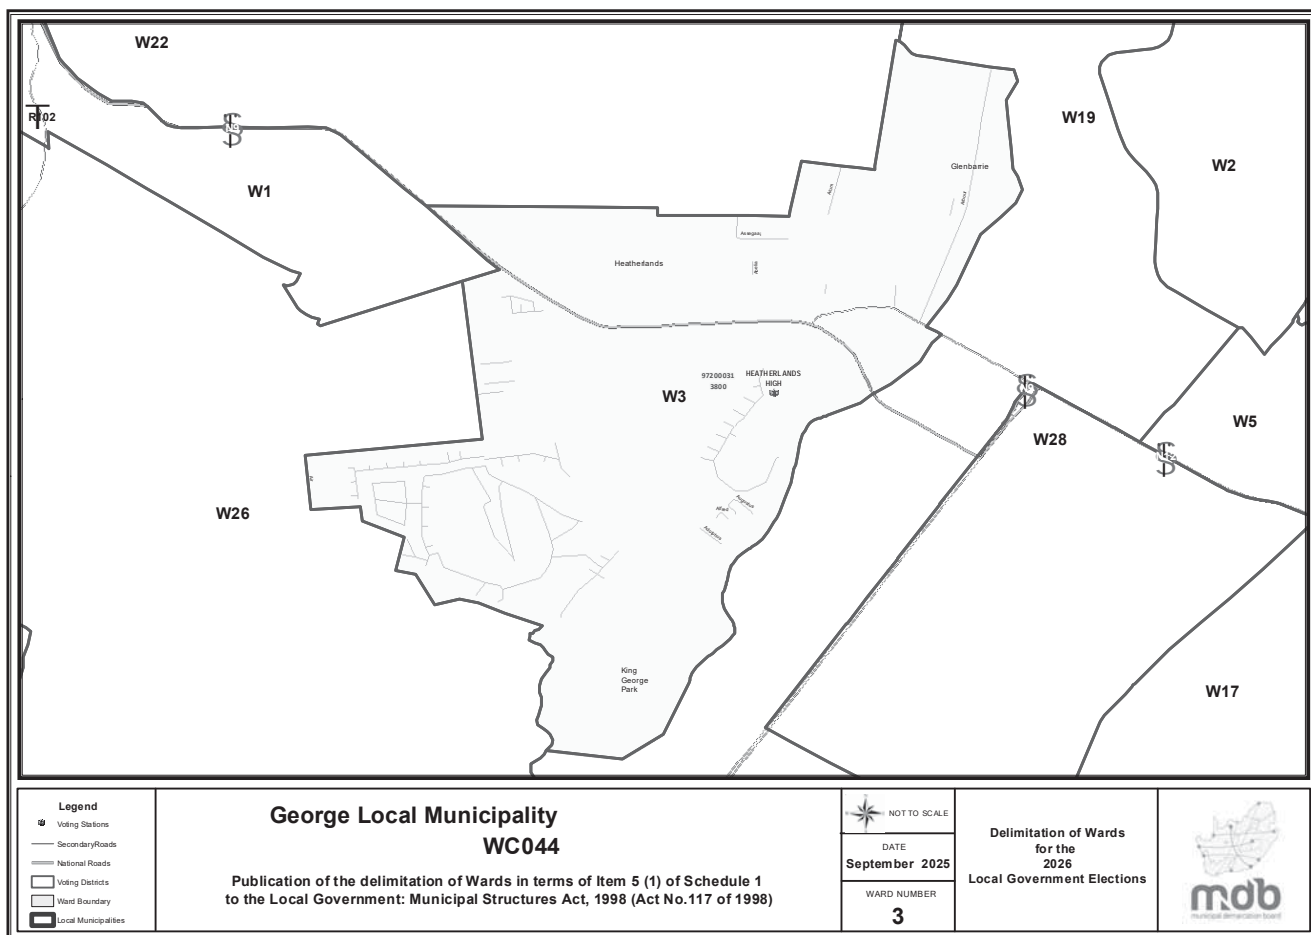 W22
R102
N9
W19
W1
W2
Glenbarrie
Heatherlands
97200031
3800
HEATHERLANDS
HIGH
W3
W5
W28
W26
Augustus
Alfred
King
George
Park
W17
Legend
Voting Stations
SecondaryRoads
National Roads
Voting Districts
Ward Boundary
Local Municipalities
George Local Municipality
WC044
Publication of the delimitation of Wards in terms of Item 5 (1) of Schedule 1
to the Local Government: Municipal Structures Act, 1998 (Act No.117 of 1998)
NOT TO SCALE
DATE
September 2025
WARD NUMBER
3
Delimitation of Wards
for the
2026
Local Government Elections
mdb
municipal demarcation board